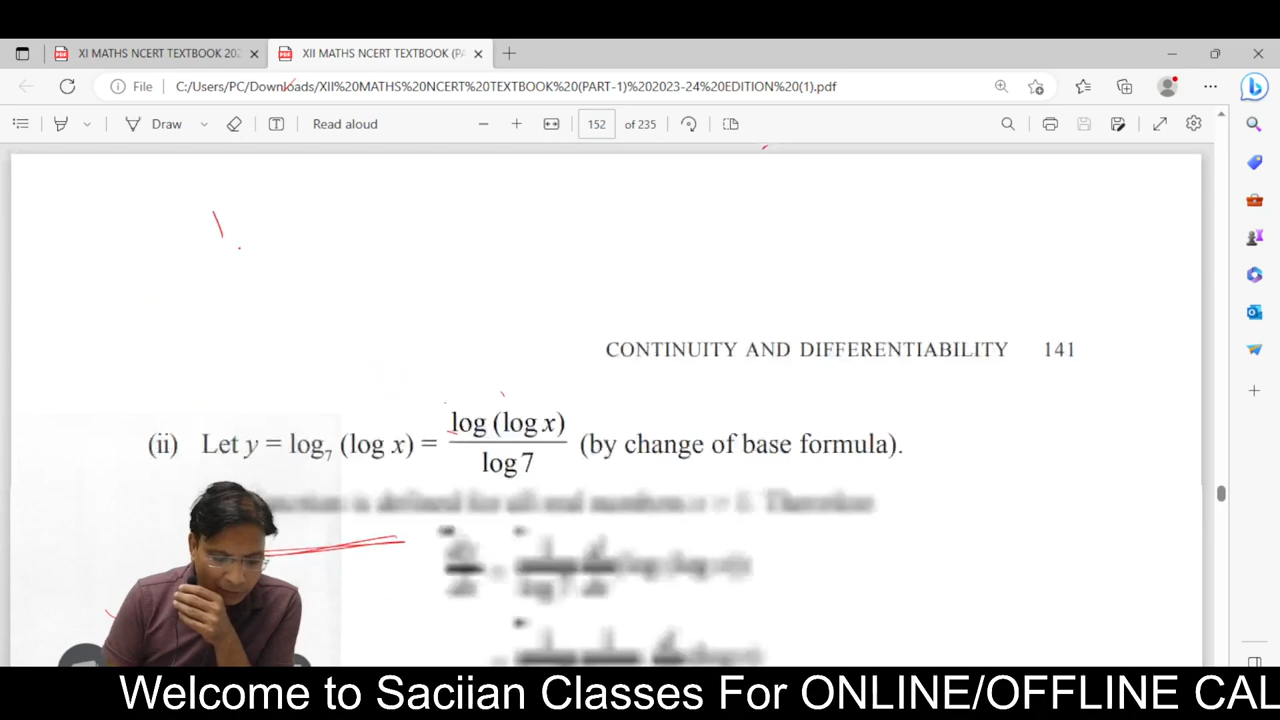 XI MATHS NCERT TEXTBOOK 202
XII MATHS NCERT TEXTBOOK (PA
File C:/Users/PC/Downloads/XII%20MATHS%20NCERT%20TEXTBOOK%20(PART-1)%202023-24%20EDITION%20(1).pdf
Draw Read aloud 152 of 235
CONTINUITY AND DIFFERENTIABILITY 141
(ii) Let y = log₇ (log x) = log (log x) / log 7 (by change of base formula).
Welcome to Saciian Classes For ONLINE/OFFLINE CAL